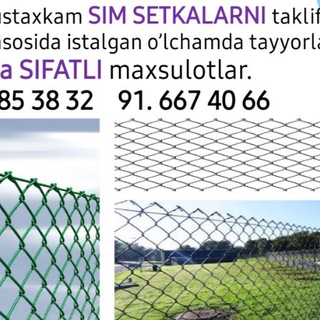 ustaxkam SIM SETKALARNI taklif
asosida istalgan o'lchamda tayyorla
a SIFATLI maxsulotlar.
85 38 32 91. 667 40 66